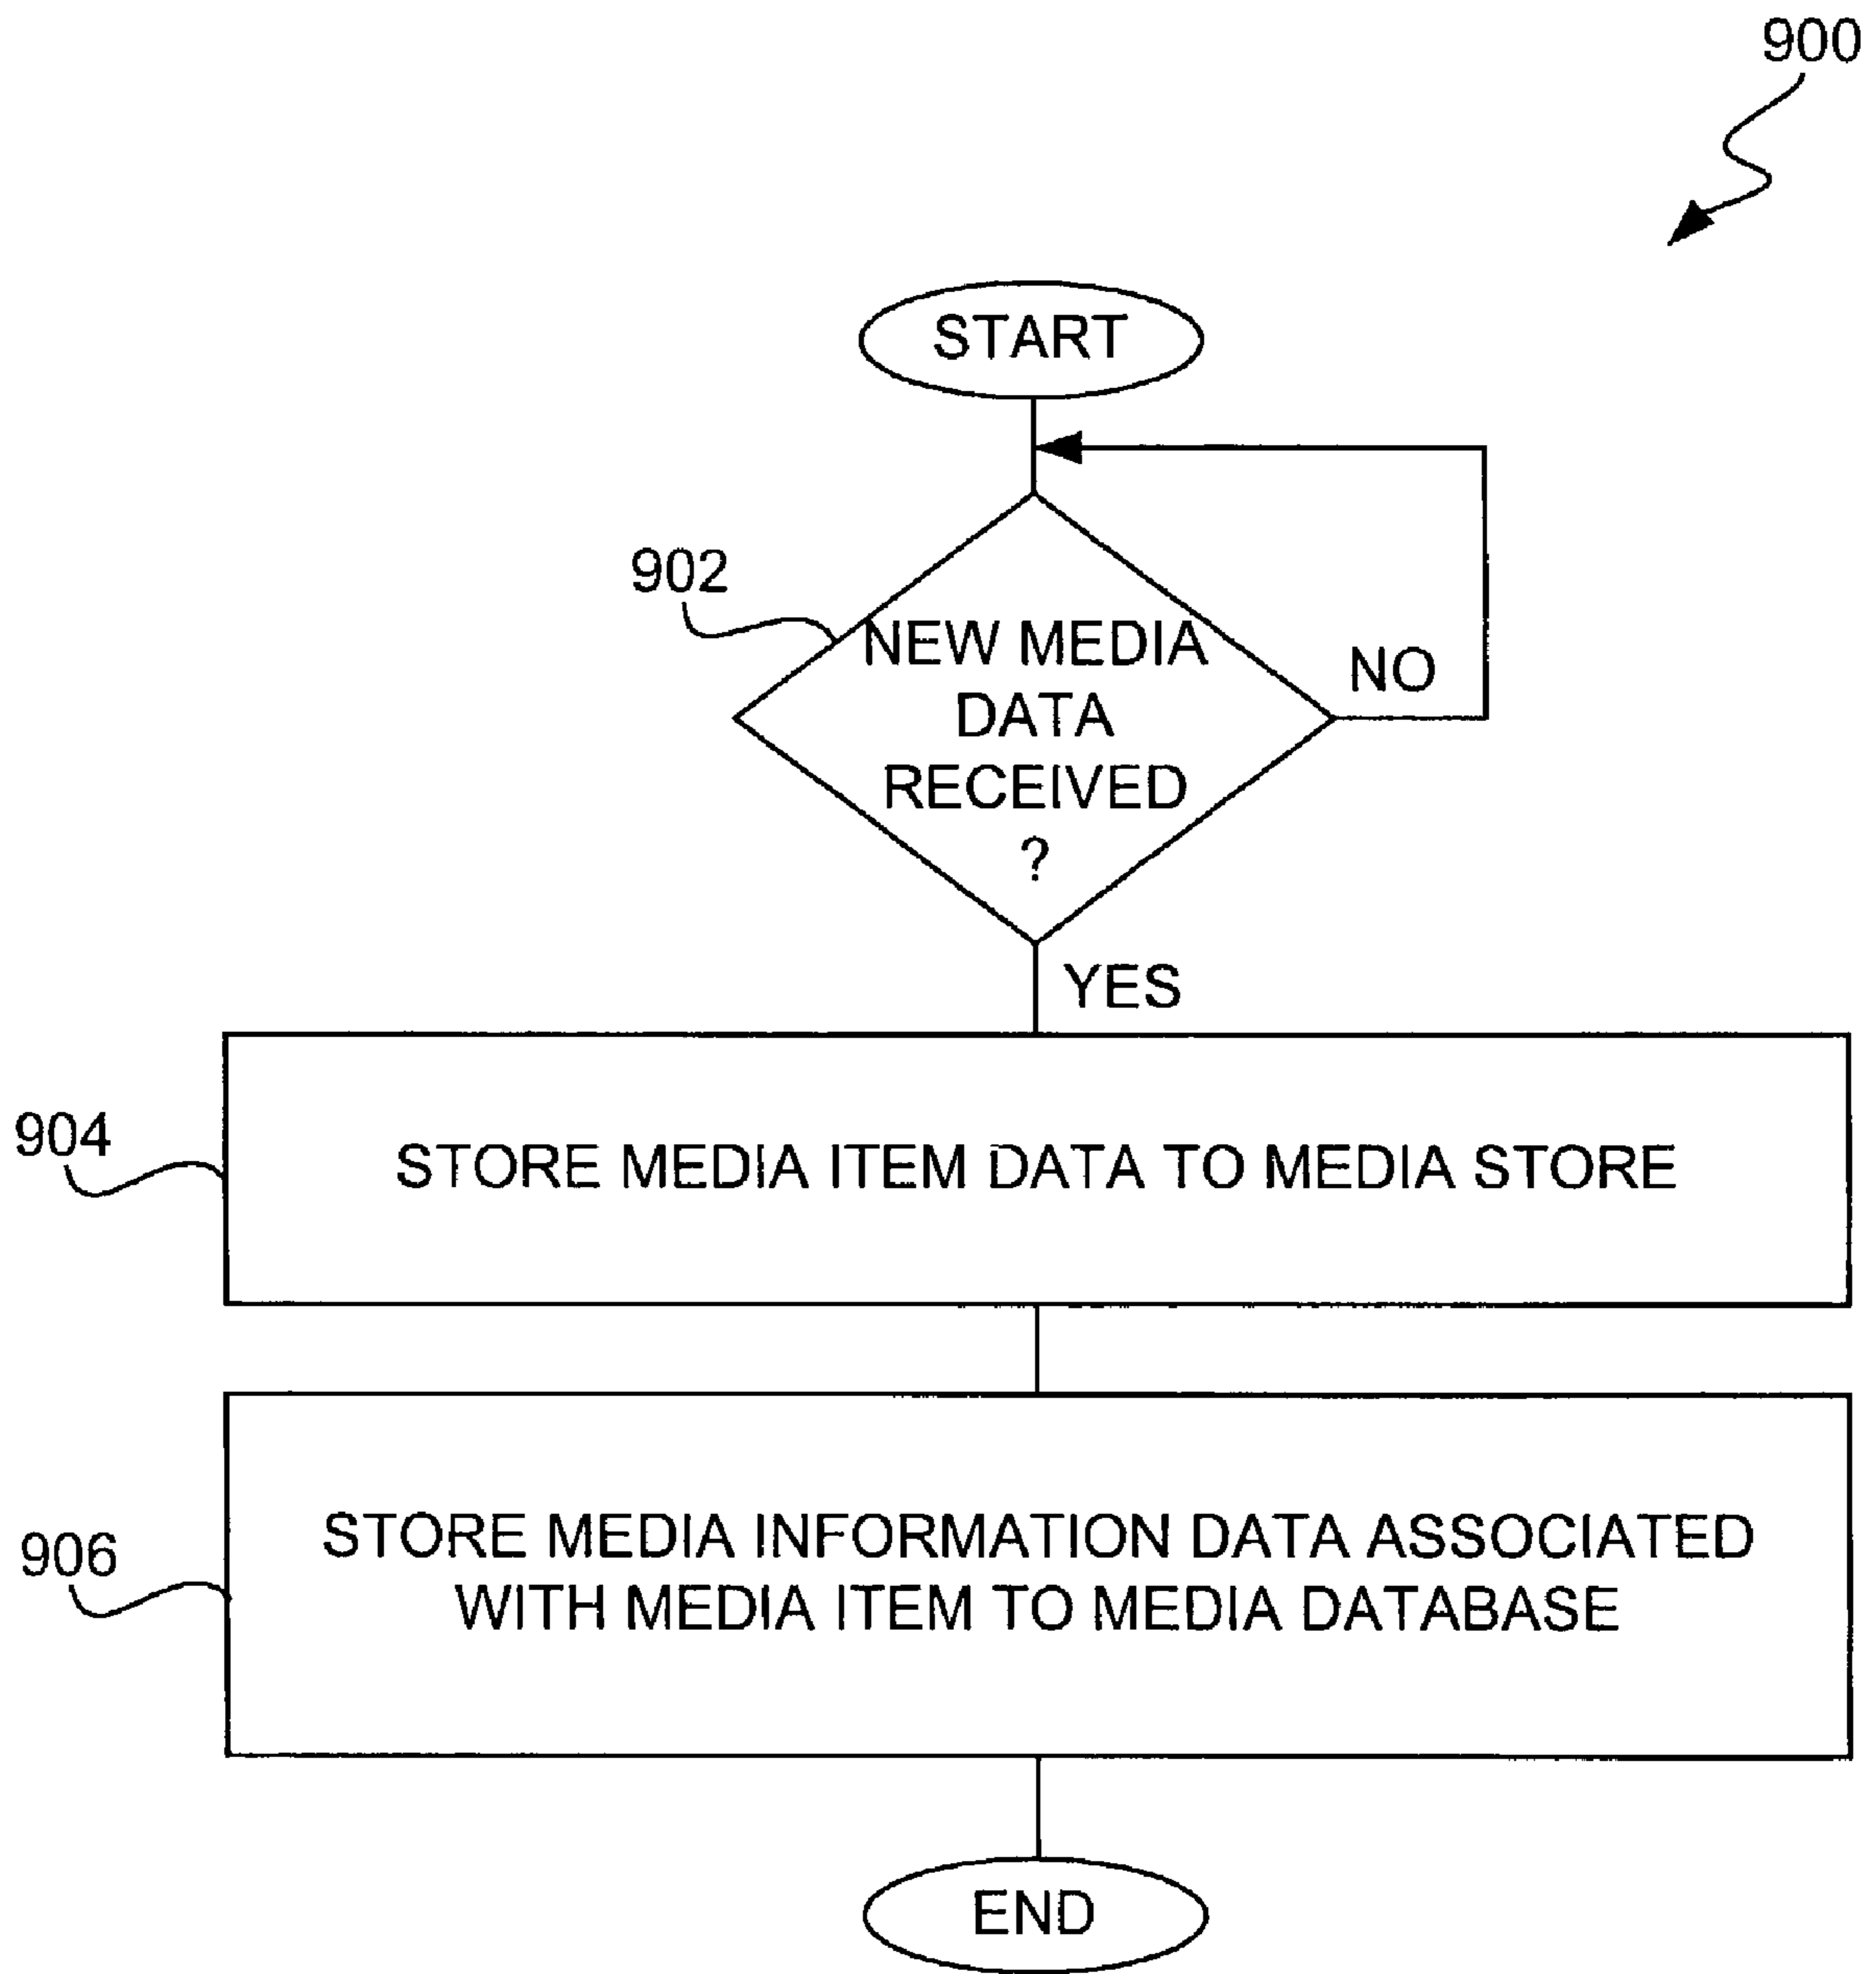 900
START
902
NEW MEDIA
DATA
RECEIVED
?
NO
YES
904
STORE MEDIA ITEM DATA TO MEDIA STORE
906
STORE MEDIA INFORMATION DATA ASSOCIATED
WITH MEDIA ITEM TO MEDIA DATABASE
END